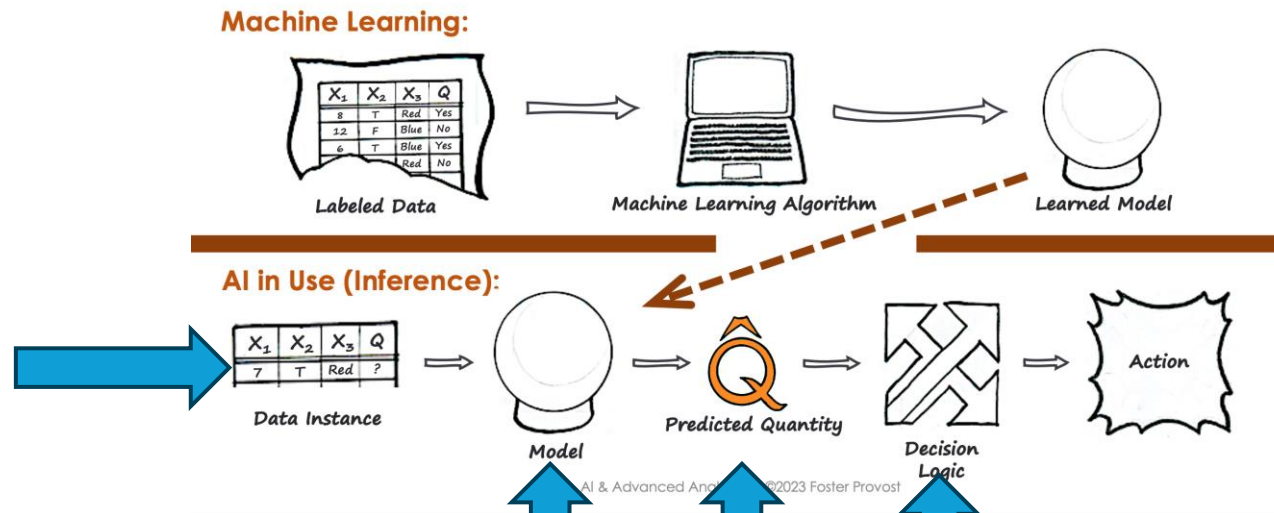 Machine Learning:
X₁ X₂ X₃ Q
8 T Red Yes
12 F Blue No
6 T Blue Yes
Red No
Labeled Data
Machine Learning Algorithm
Learned Model
AI in Use (Inference):
X₁ X₂ X₃ Q
7 T Red ?
Data Instance
Model
Q̂
Predicted Quantity
Decision
Logic
Action
AI & Advanced ©2023 Foster Provost